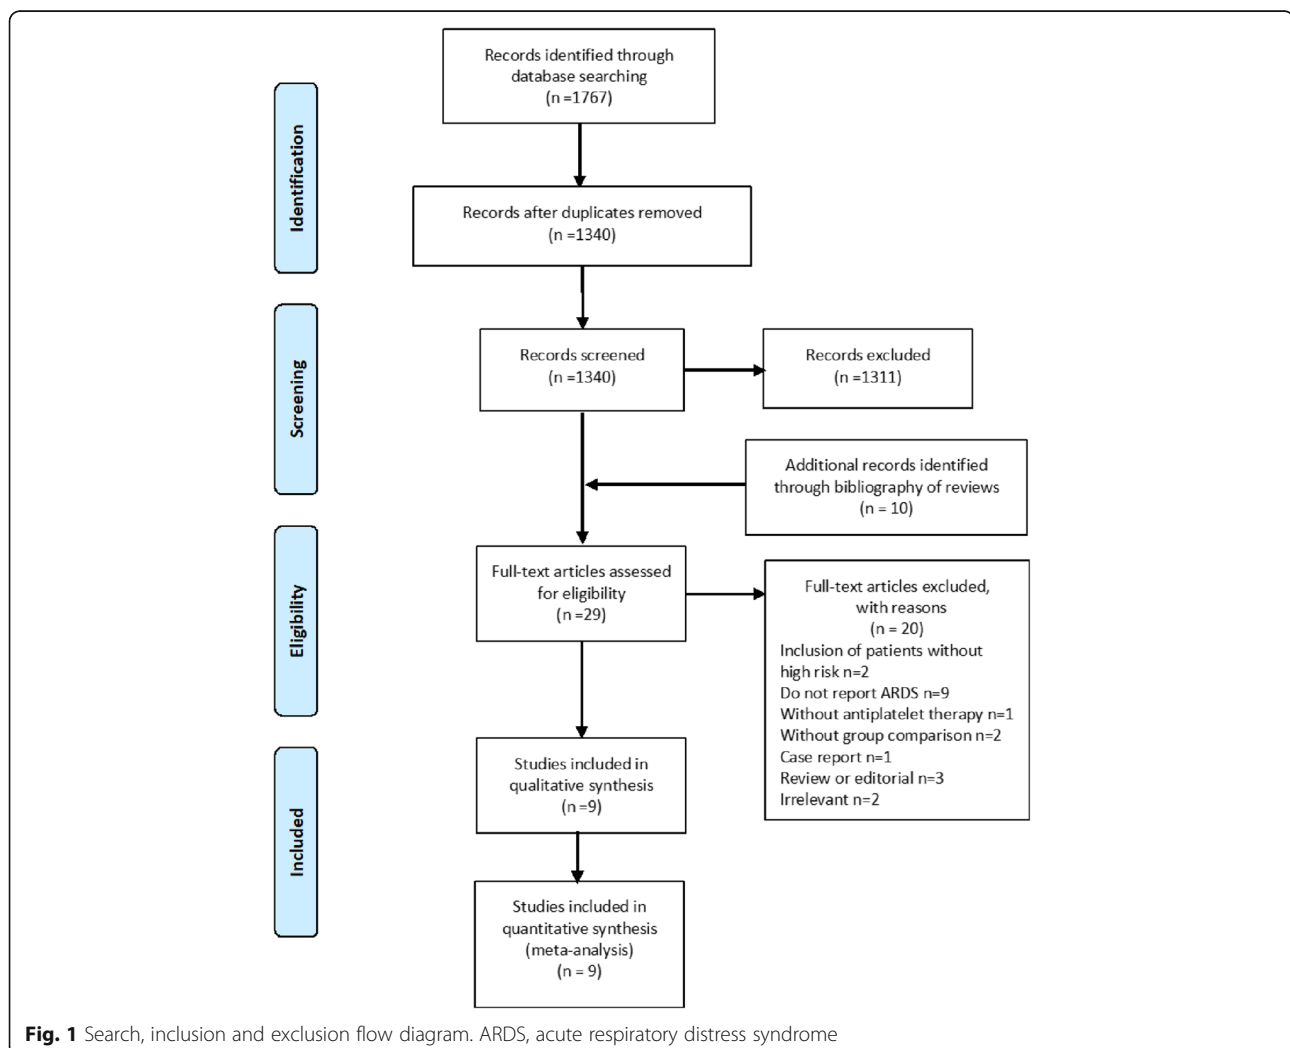 Records identified through
database searching
(n =1767)
Identification
Records after duplicates removed
(n =1340)
Screening
Records screened
(n =1340)
Records excluded
(n =1311)
Additional records identified
through bibliography of reviews
(n = 10)
Eligibility
Full-text articles assessed
for eligibility
(n =29)
Full-text articles excluded,
with reasons
(n = 20)
Inclusion of patients without
high risk n=2
Do not report ARDS n=9
Without antiplatelet therapy n=1
Without group comparison n=2
Case report n=1
Review or editorial n=3
Irrelevant n=2
Included
Studies included in
qualitative synthesis
(n =9)
Studies included in
quantitative synthesis
(meta-analysis)
(n = 9)
Fig. 1 Search, inclusion and exclusion flow diagram. ARDS, acute respiratory distress syndrome